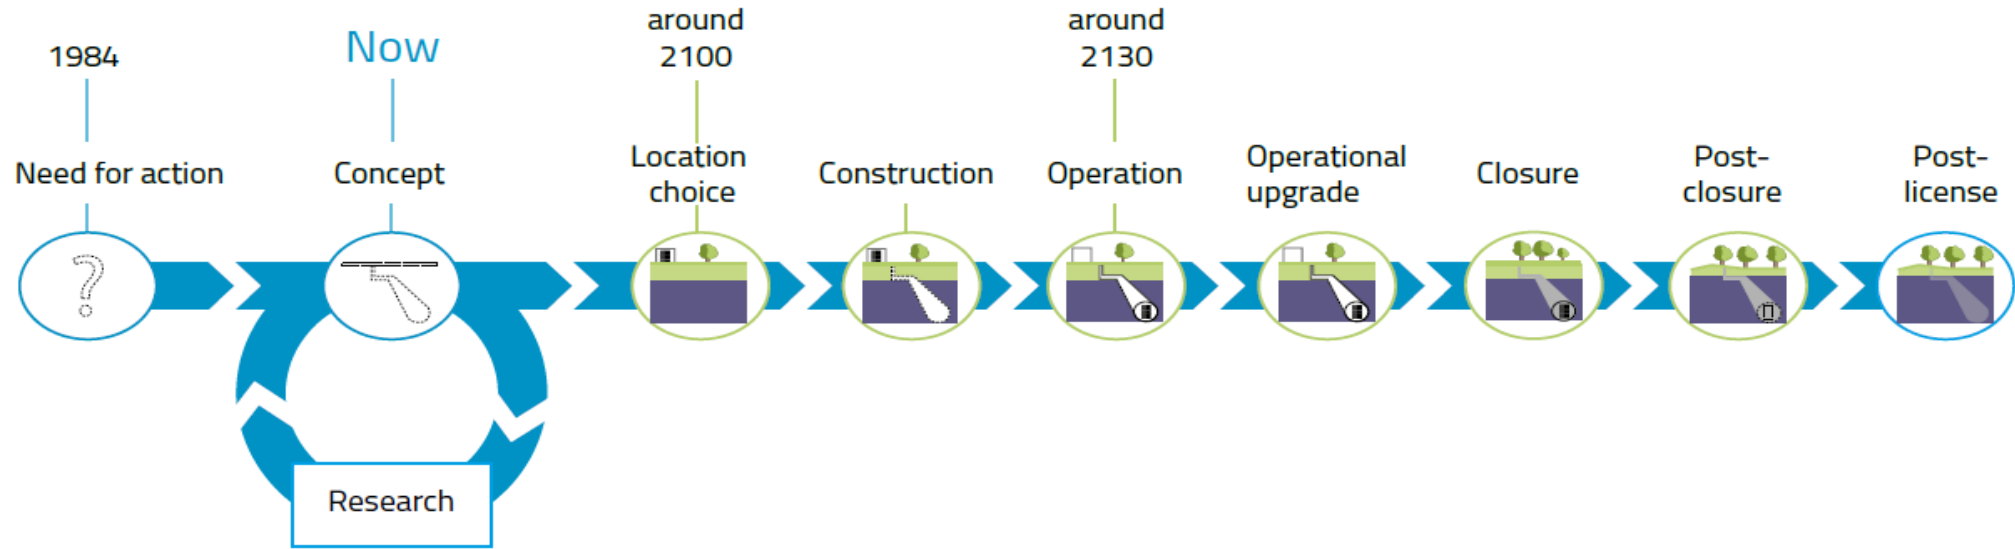 1984
Need for action
Now
Concept
Research
around
2100
Location
choice
Construction
around
2130
Operation
Operational
upgrade
Closure
Post-
closure
Post-
license
?